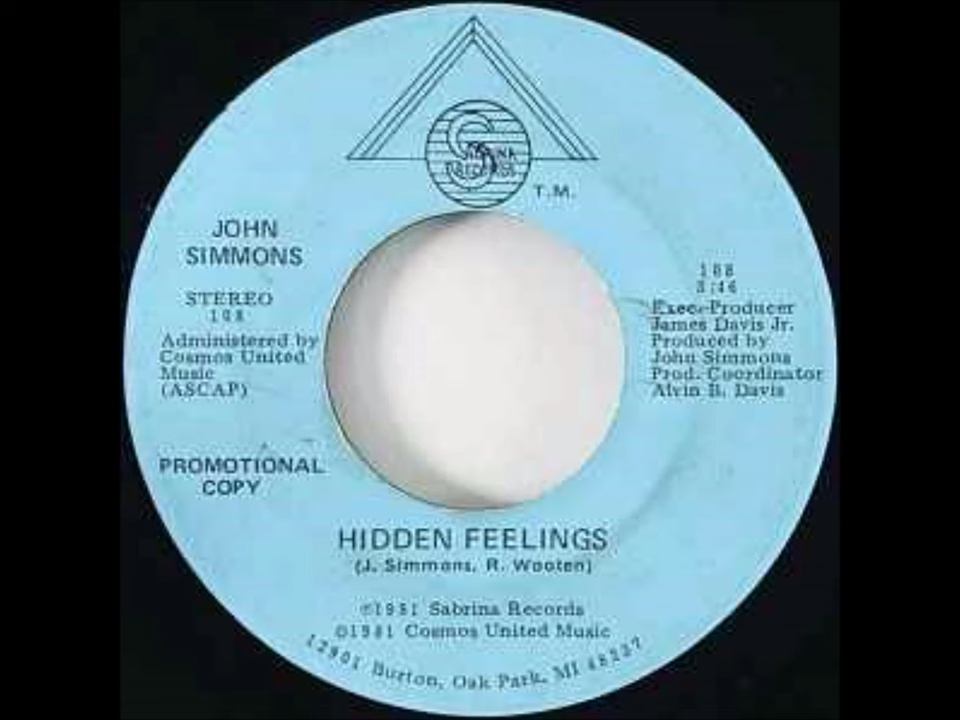 SABRINA
RECORDS
T.M.
JOHN
SIMMONS
STEREO
108
Administered by
Cosmos United
Music
(ASCAP)
PROMOTIONAL
COPY
108
3:46
Exec. Producer
James Davis Jr.
Produced by
John Simmons
Prod. Coordinator
Alvin B. Davis
HIDDEN FEELINGS
(J. Simmons, R. Wooten)
℗1981 Sabrina Records
©1981 Cosmos United Music
12901 Burton, Oak Park, MI 48237